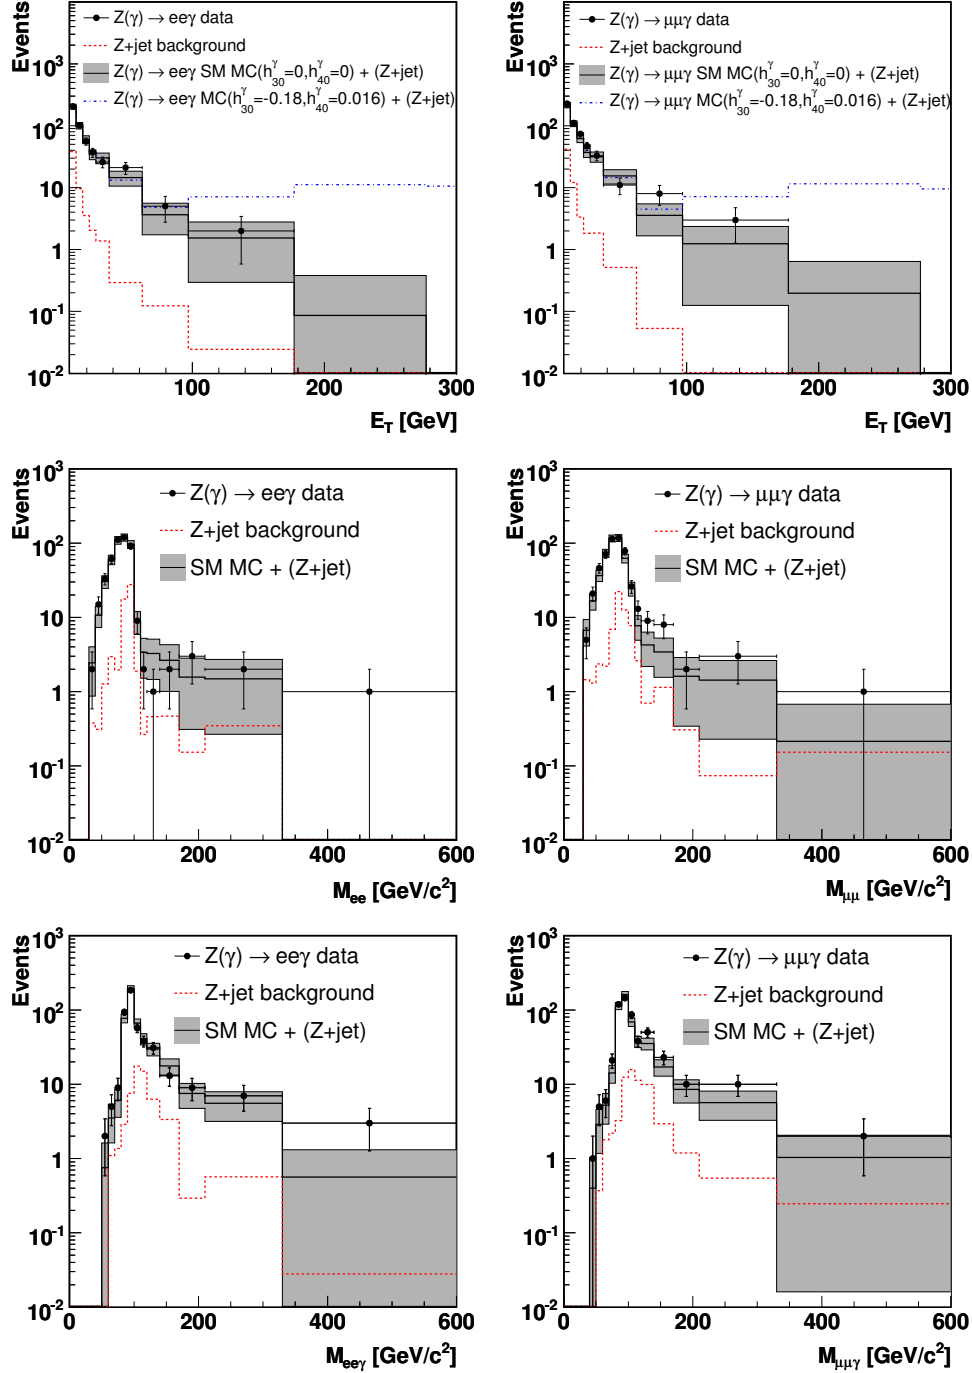 Events
Z(γ) → eeγ data
Z+jet background
Z(γ) → eeγ SM MC(h^γ_30=0,h^γ_40=0) + (Z+jet)
Z(γ) → eeγ MC(h^γ_30=-0.18,h^γ_40=0.016) + (Z+jet)
10^3
10^2
10
1
10^-1
10^-2
100 200 300
E_T [GeV]
Events
Z(γ) → μμγ data
Z+jet background
Z(γ) → μμγ SM MC(h^γ_30=0,h^γ_40=0) + (Z+jet)
Z(γ) → μμγ MC(h^γ_30=-0.18,h^γ_40=0.016) + (Z+jet)
10^3
10^2
10
1
10^-1
10^-2
100 200 300
E_T [GeV]
Events
10^3
Z(γ) → eeγ data
Z+jet background
SM MC + (Z+jet)
10^2
10
1
10^-1
10^-2
0 200 400 600
M_ee [GeV/c^2]
Events
10^3
Z(γ) → μμγ data
Z+jet background
SM MC + (Z+jet)
10^2
10
1
10^-1
10^-2
0 200 400 600
M_μμ [GeV/c^2]
Events
10^3
Z(γ) → eeγ data
Z+jet background
SM MC + (Z+jet)
10^2
10
1
10^-1
10^-2
0 200 400 600
M_eeγ [GeV/c^2]
Events
10^3
Z(γ) → μμγ data
Z+jet background
SM MC + (Z+jet)
10^2
10
1
10^-1
10^-2
0 200 400 600
M_μμγ [GeV/c^2]